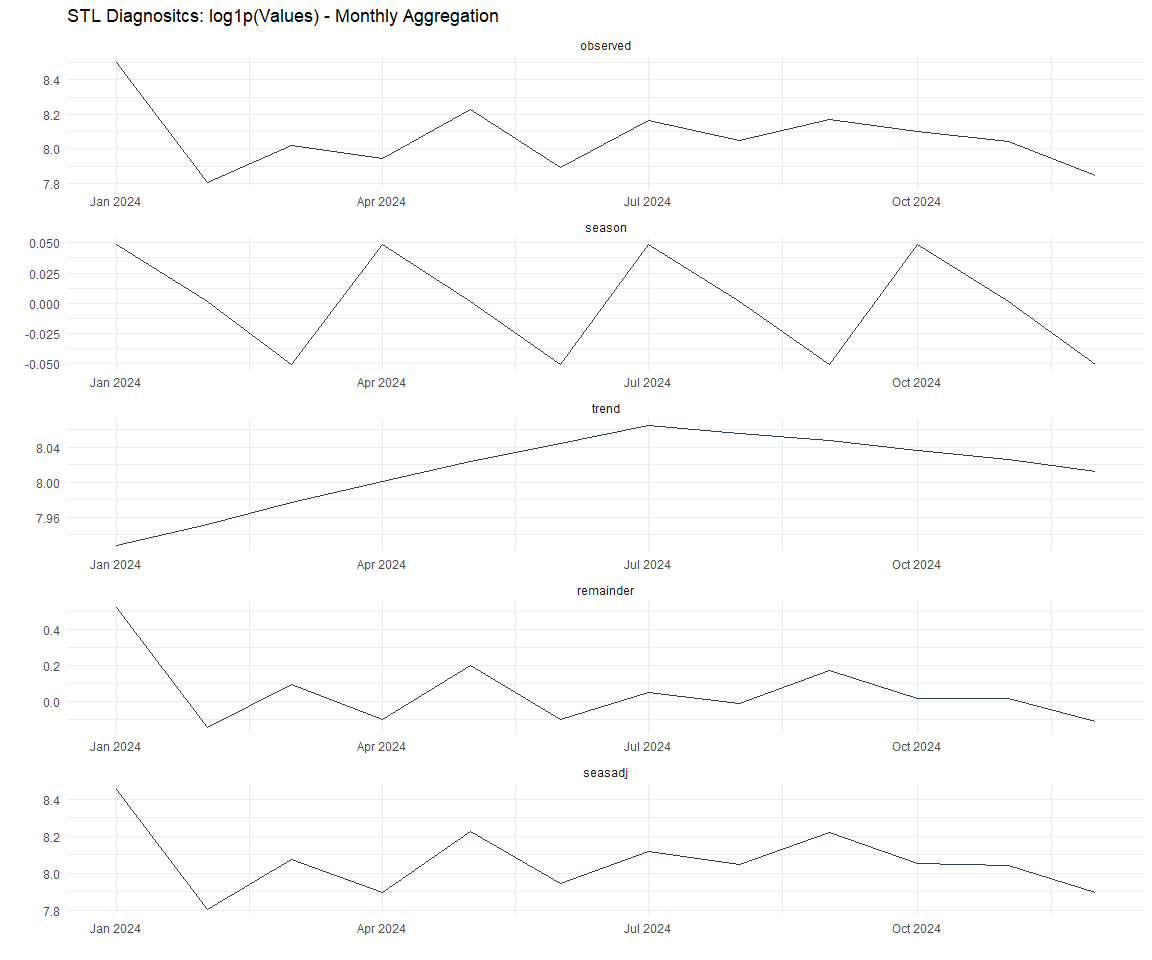 STL Diagnositcs: log1p(Values) - Monthly Aggregation
observed
8.4
8.2
8.0
7.8
Jan 2024 Apr 2024 Jul 2024 Oct 2024
season
0.050
0.025
0.000
-0.025
-0.050
Jan 2024 Apr 2024 Jul 2024 Oct 2024
trend
8.04
8.00
7.96
Jan 2024 Apr 2024 Jul 2024 Oct 2024
remainder
0.4
0.2
0.0
Jan 2024 Apr 2024 Jul 2024 Oct 2024
seasadj
8.4
8.2
8.0
7.8
Jan 2024 Apr 2024 Jul 2024 Oct 2024